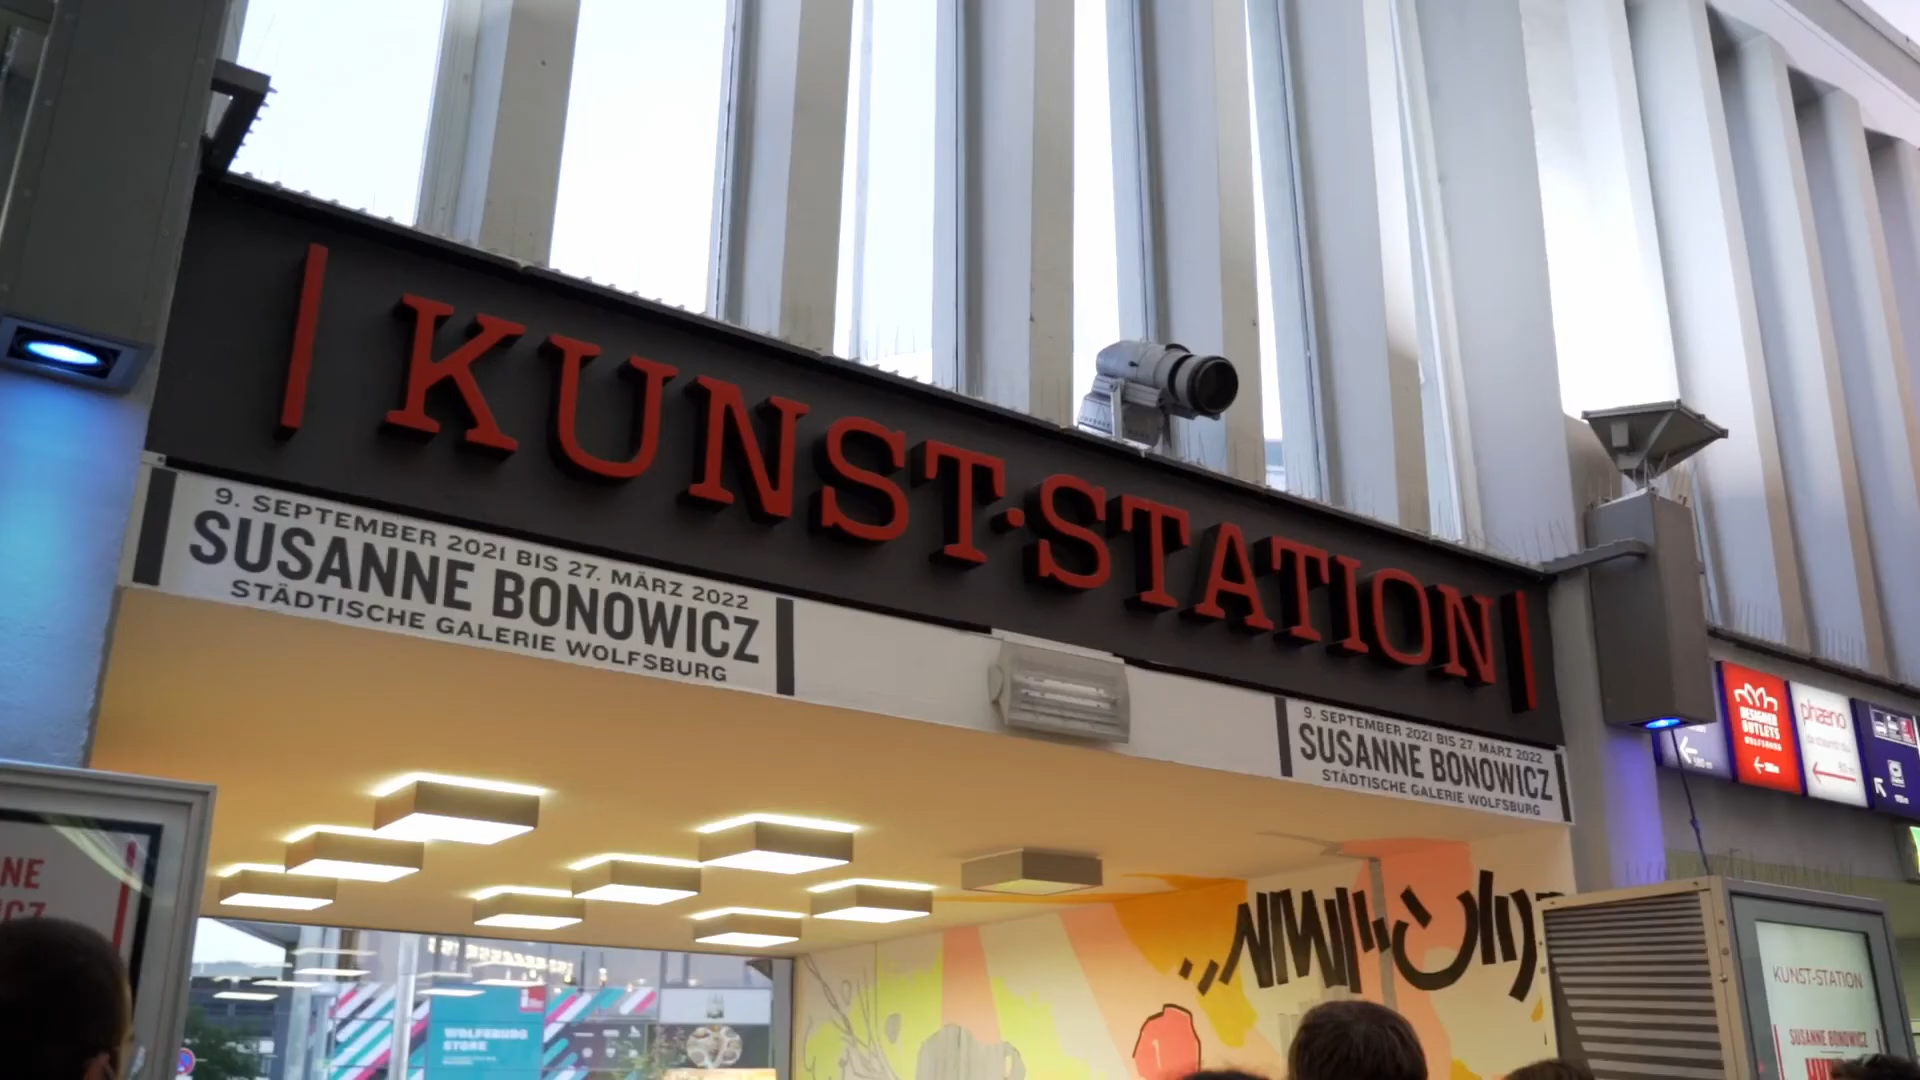 KUNST·STATION
9. SEPTEMBER 2021 BIS 27. MÄRZ 2022
SUSANNE BONOWICZ
STÄDTISCHE GALERIE WOLFSBURG
9. SEPTEMBER 2021 BIS 27. MÄRZ 2022
SUSANNE BONOWICZ
STÄDTISCHE GALERIE WOLFSBURG
DESIGNER
OUTLETS
WOLFSBURG
phaeno
WOLFSBURG
STORE
KUNST-STATION
SUSANNE BONOWICZ